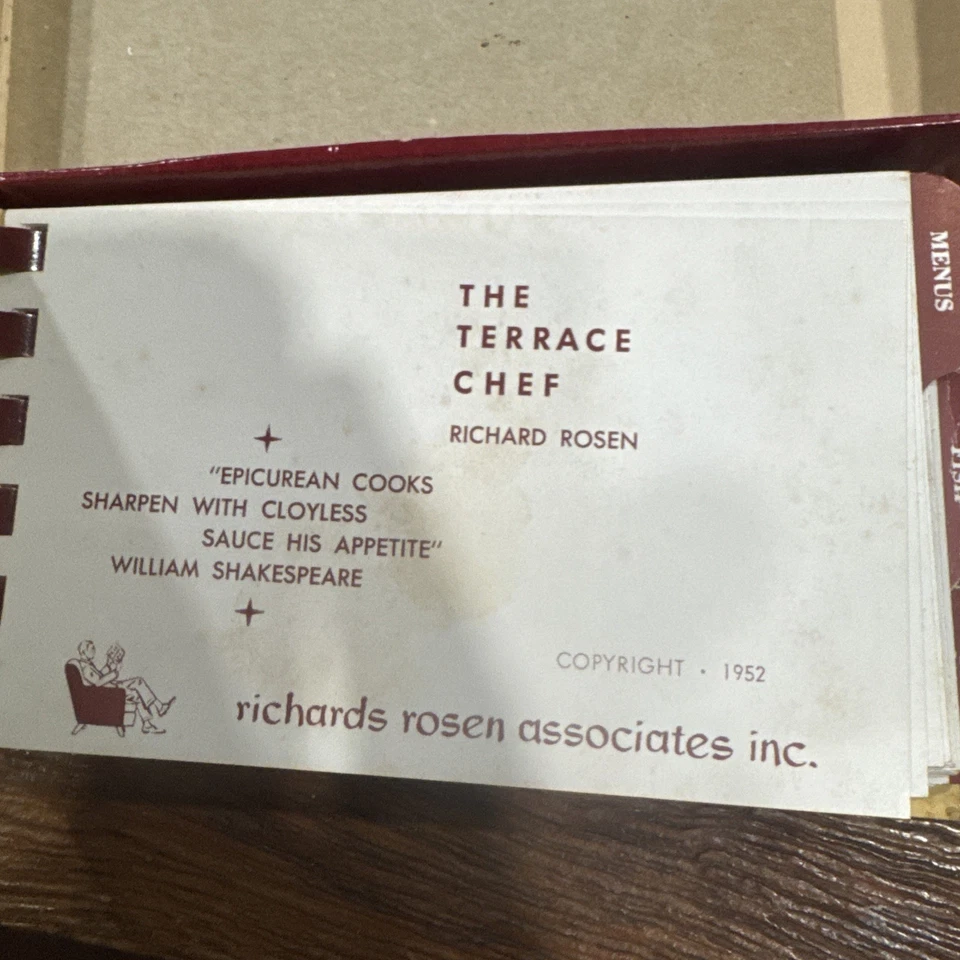 THE
TERRACE
CHEF
RICHARD ROSEN
"EPICUREAN COOKS
SHARPEN WITH CLOYLESS
SAUCE HIS APPETITE"
WILLIAM SHAKESPEARE
COPYRIGHT · 1952
richards rosen associates inc.
MENUS
FISH